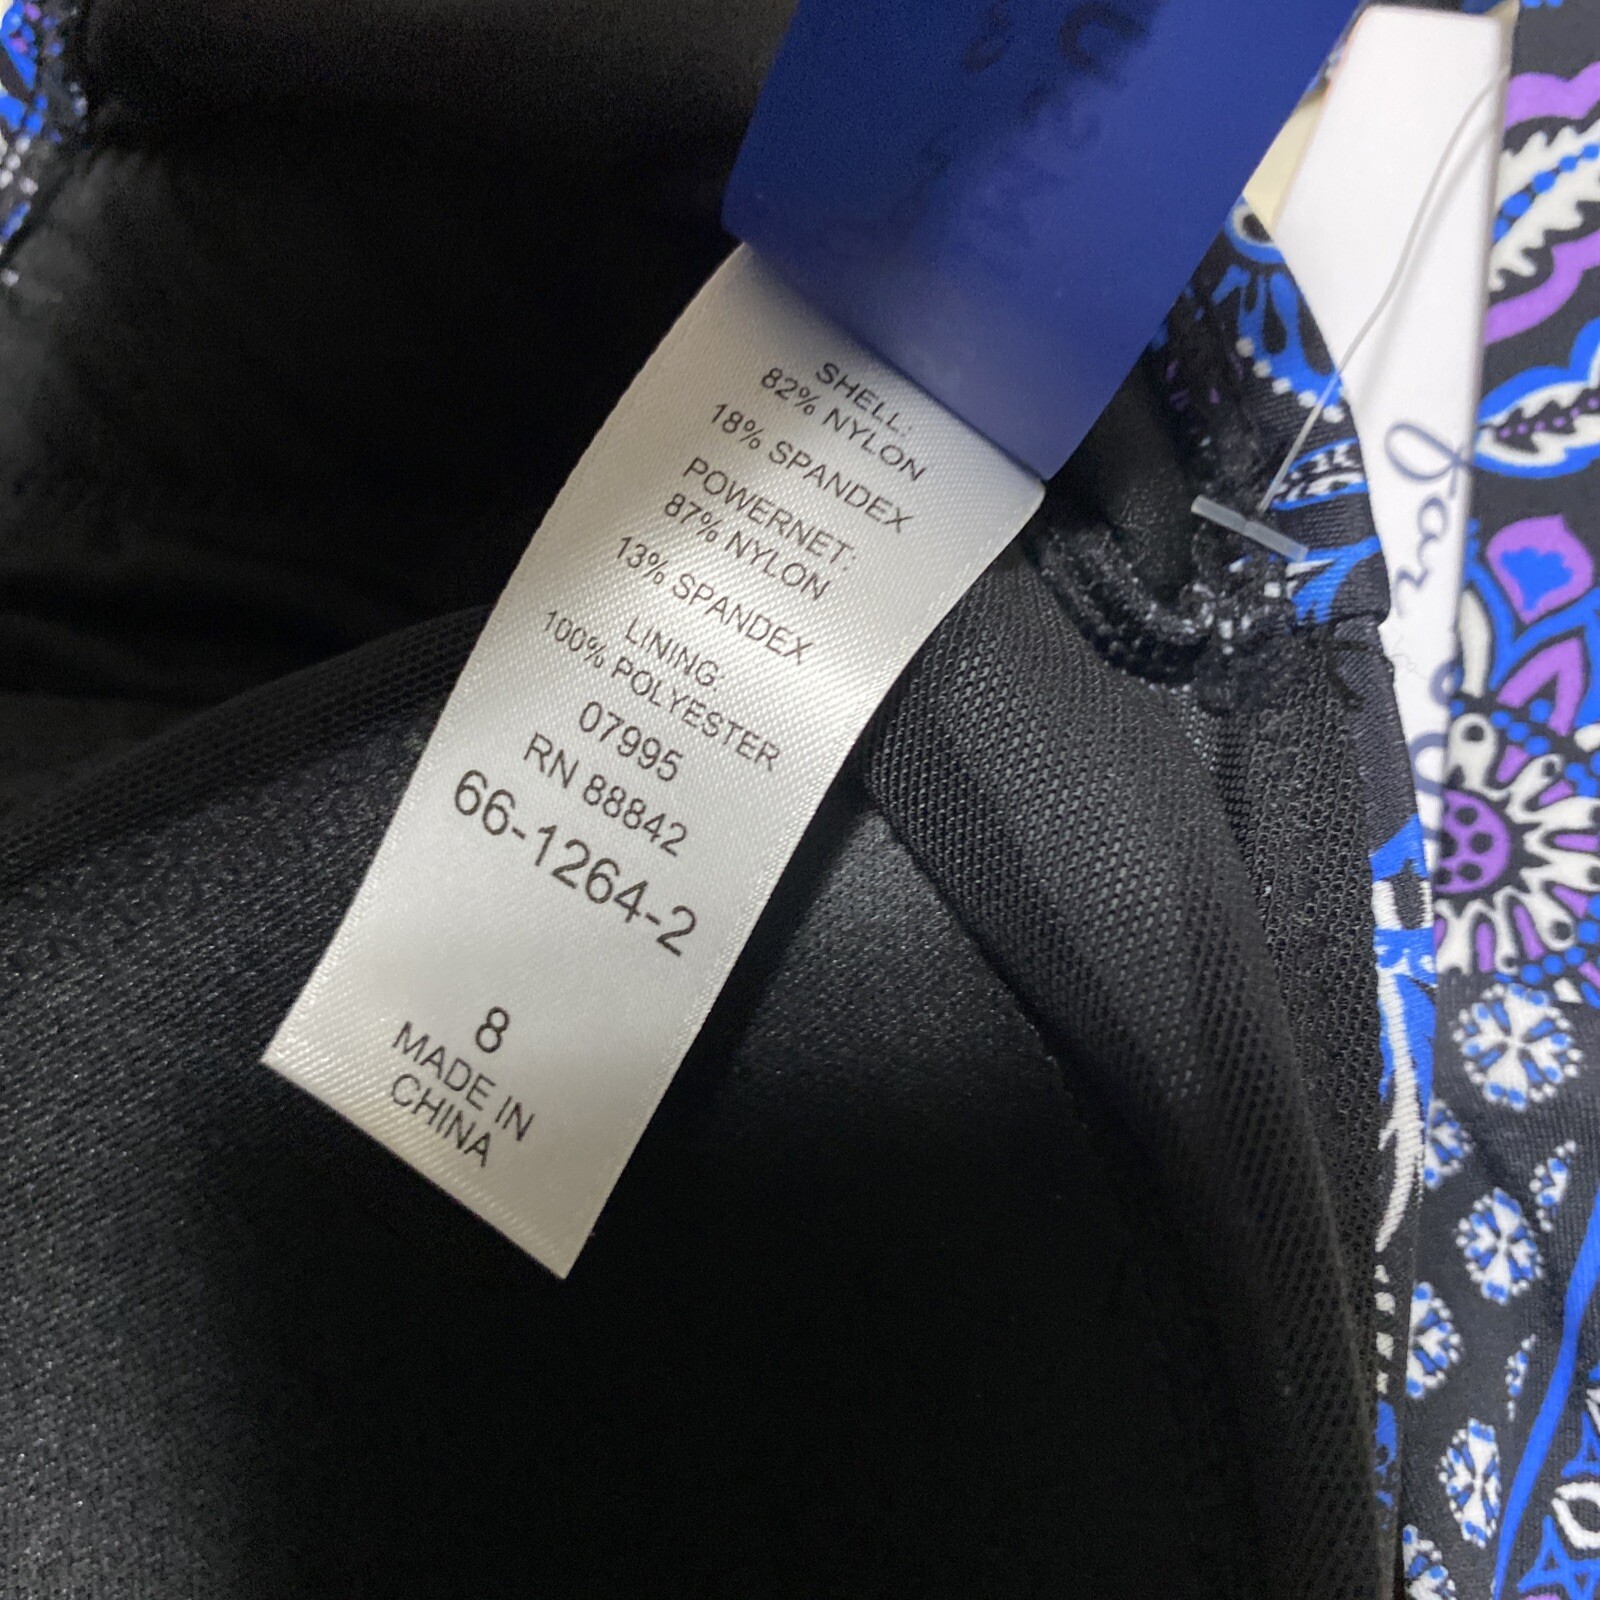 SHELL:
82% NYLON
18% SPANDEX
POWERNET:
87% NYLON
13% SPANDEX
LINING:
100% POLYESTER
07995
RN 88842
66-1264-2
8
MADE IN
CHINA